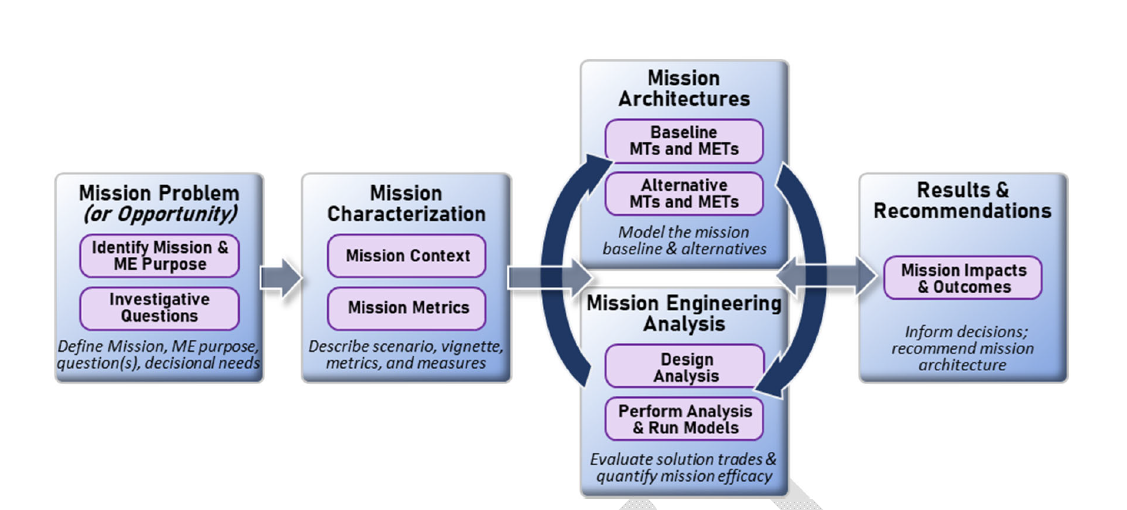 Mission Problem
(or Opportunity)
Identify Mission &
ME Purpose
Investigative
Questions
Define Mission, ME purpose,
question(s), decisional needs
Mission
Characterization
Mission Context
Mission Metrics
Describe scenario, vignette,
metrics, and measures
Mission
Architectures
Baseline
MTs and METs
Alternative
MTs and METs
Model the mission
baseline & alternatives
Mission Engineering
Analysis
Design
Analysis
Perform Analysis
& Run Models
Evaluate solution trades &
quantify mission efficacy
Results &
Recommendations
Mission Impacts
& Outcomes
Inform decisions;
recommend mission
architecture